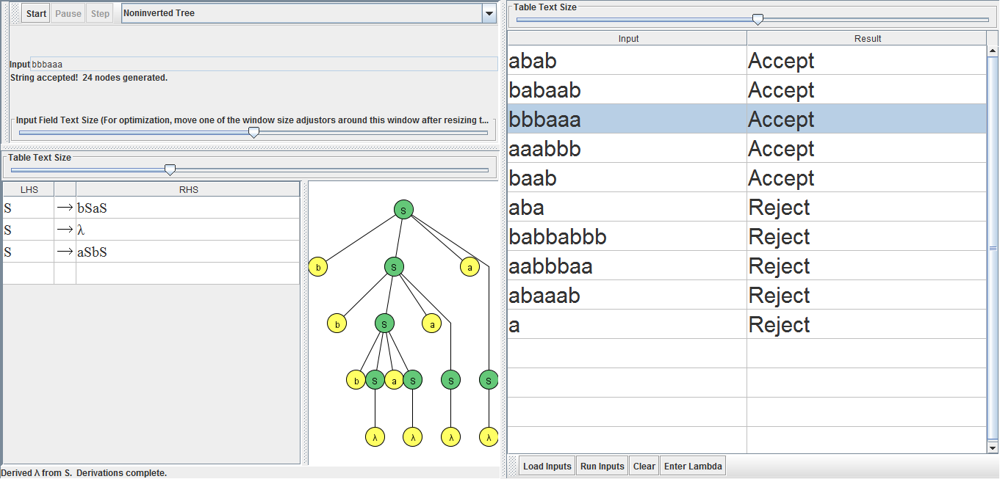 Start Pause Step Noninverted Tree
Input bbbaaa
String accepted! 24 nodes generated.
Input Field Text Size (For optimization, move one of the window size adjustors around this window after resizing t...
Table Text Size
LHS RHS
S → bSaS
S → λ
S → aSbS
S
b S a
b S a
b S a S S S
λ λ λ λ
Derived λ from S. Derivations complete.
Table Text Size
Input Result
abab Accept
babaab Accept
bbbaaa Accept
aaabbb Accept
baab Accept
aba Reject
babbabbb Reject
aabbbaa Reject
abaaab Reject
a Reject
Load Inputs Run Inputs Clear Enter Lambda